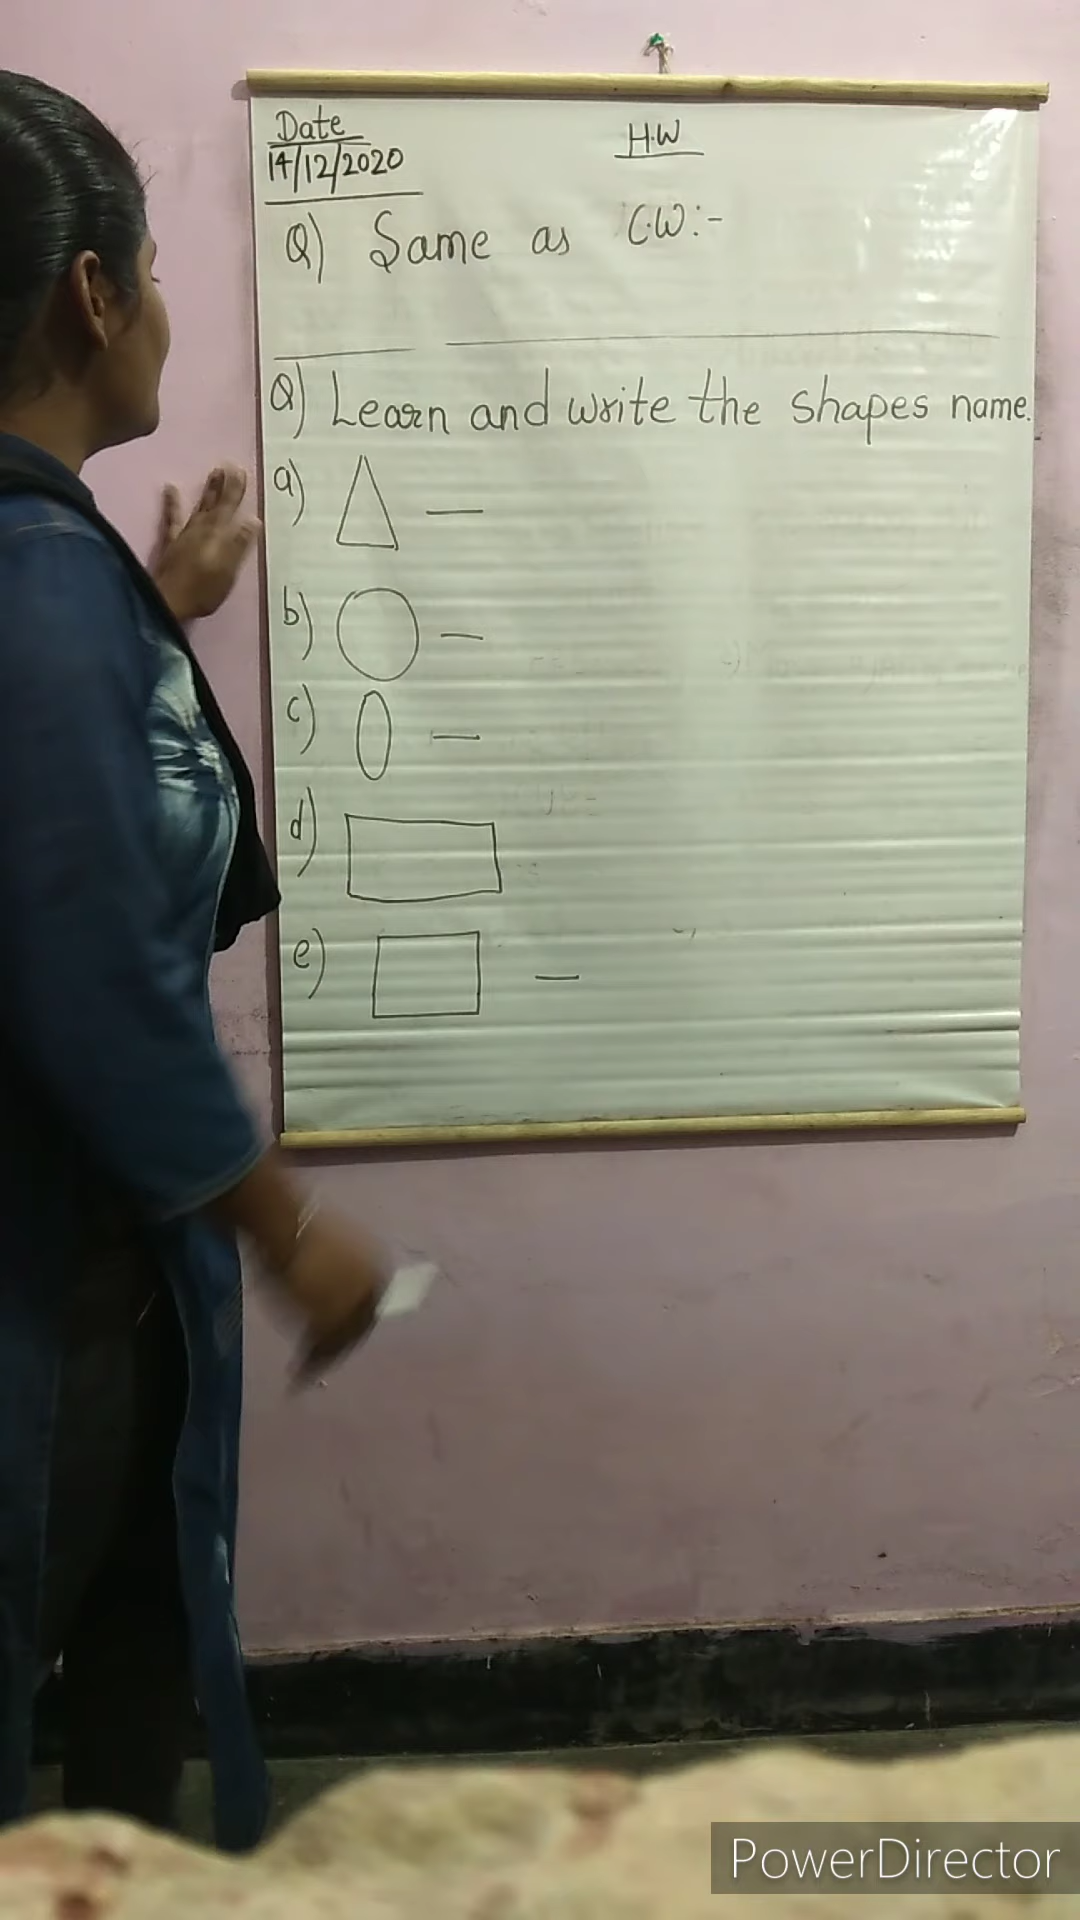 Date
14/12/2020
H.W
Q) Same as C.W:-
Q) Learn and write the shapes name.
a) —
b) —
c) —
d)
e) —
PowerDirector